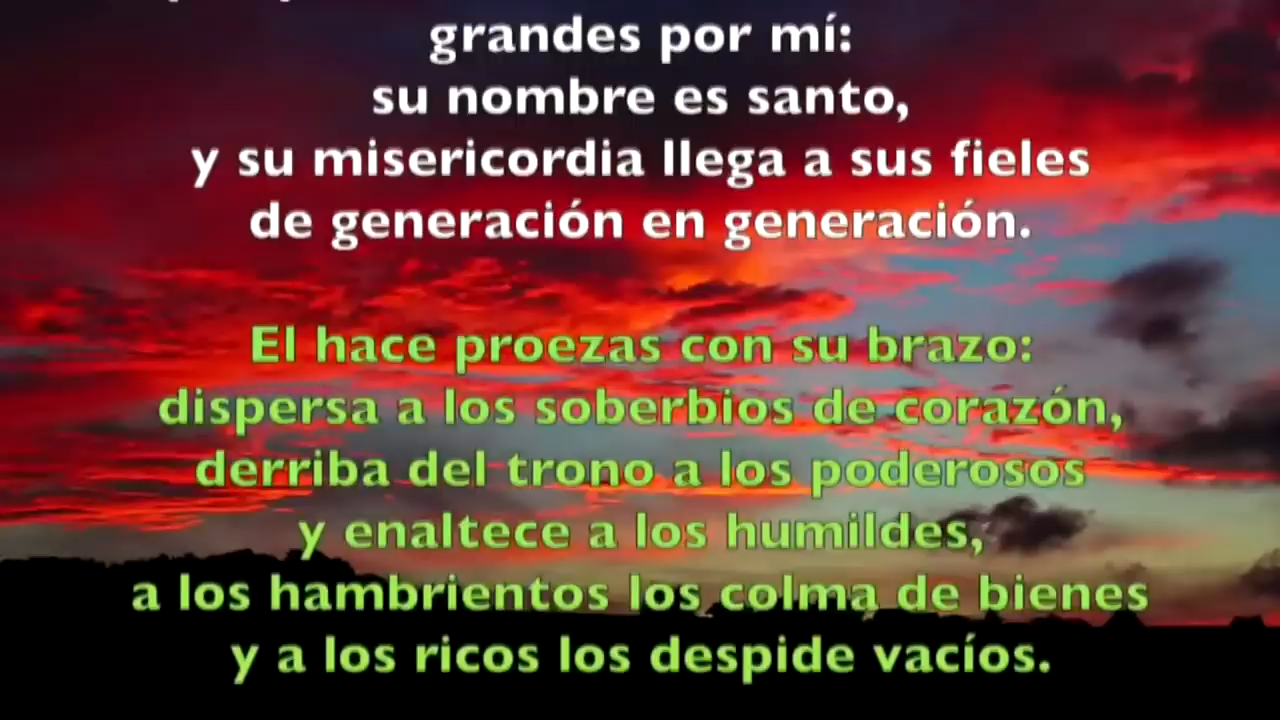 grandes por mí:
su nombre es santo,
y su misericordia llega a sus fieles
de generación en generación.
El hace proezas con su brazo:
dispersa a los soberbios de corazón,
derriba del trono a los poderosos
y enaltece a los humildes,
a los hambrientos los colma de bienes
y a los ricos los despide vacíos.